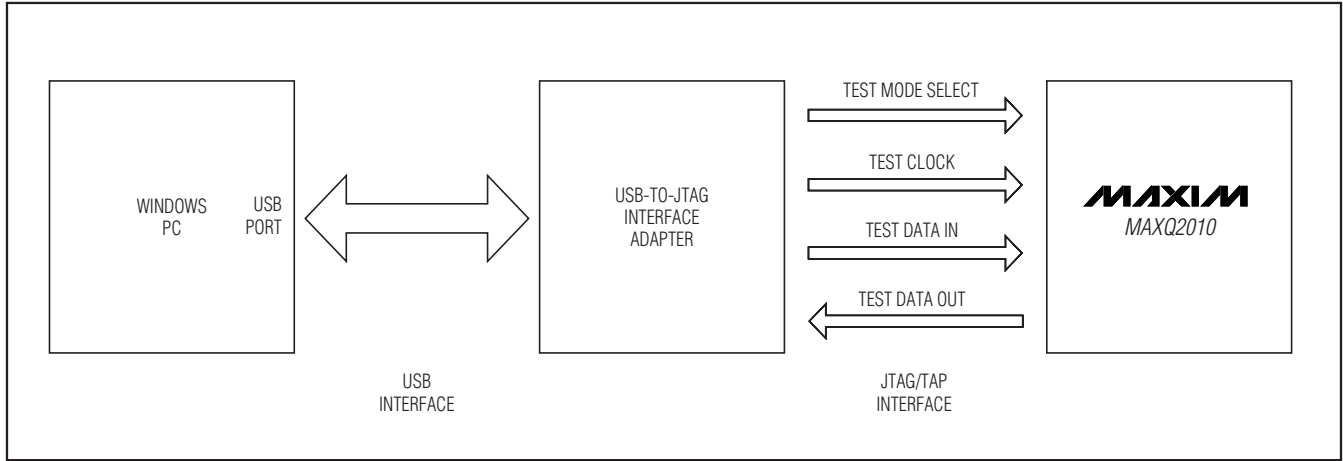 WINDOWS
PC
USB
PORT
USB
INTERFACE
USB-TO-JTAG
INTERFACE
ADAPTER
TEST MODE SELECT
TEST CLOCK
TEST DATA IN
TEST DATA OUT
JTAG/TAP
INTERFACE
MAXIM
MAXQ2010